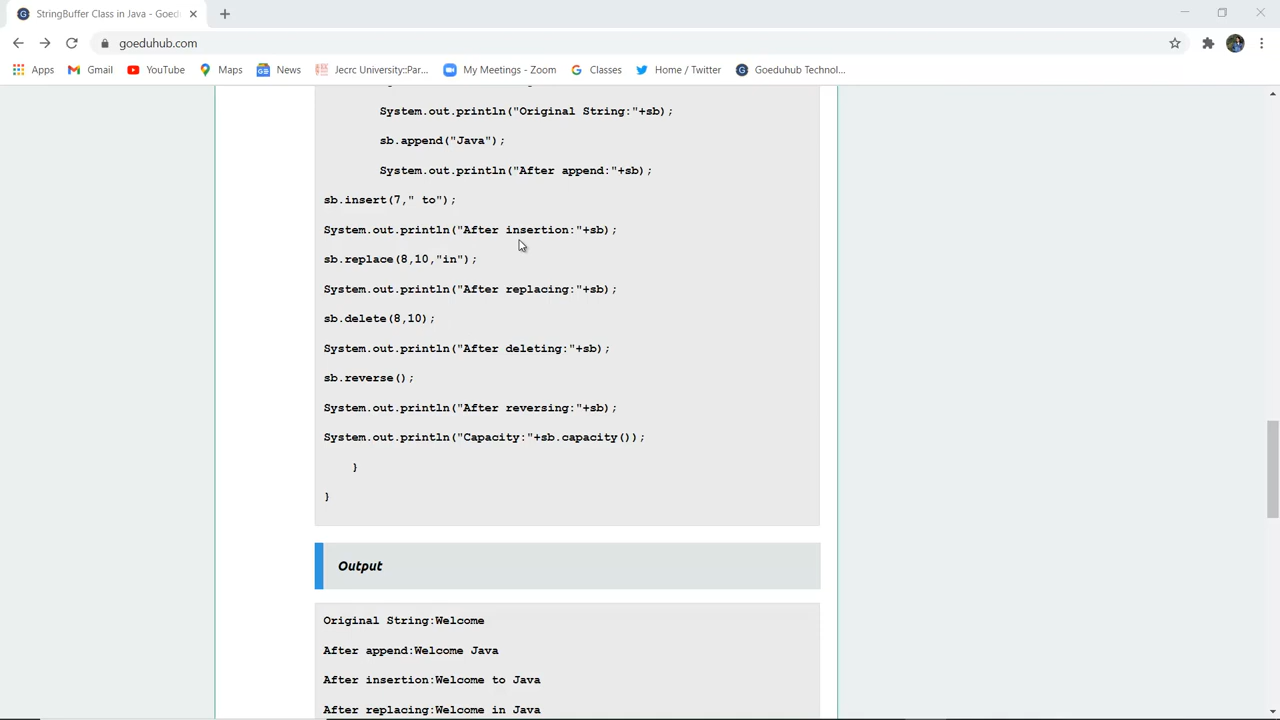 StringBuffer Class in Java - Goed
goeduhub.com
Apps Gmail YouTube Maps News Jecrc University::Par... My Meetings - Zoom Classes Home / Twitter Goeduhub Technol...
System.out.println("Original String:"+sb);
sb.append("Java");
System.out.println("After append:"+sb);
sb.insert(7," to");
System.out.println("After insertion:"+sb);
sb.replace(8,10,"in");
System.out.println("After replacing:"+sb);
sb.delete(8,10);
System.out.println("After deleting:"+sb);
sb.reverse();
System.out.println("After reversing:"+sb);
System.out.println("Capacity:"+sb.capacity());
}
}
Output
Original String:Welcome
After append:Welcome Java
After insertion:Welcome to Java
After replacing:Welcome in Java